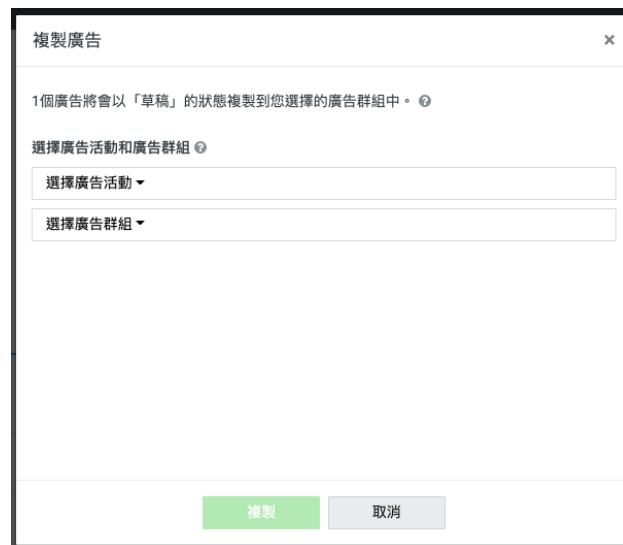 複製廣告
1個廣告將會以「草稿」的狀態複製到您選擇的廣告群組中。
選擇廣告活動和廣告群組
選擇廣告活動
選擇廣告群組
複製 取消